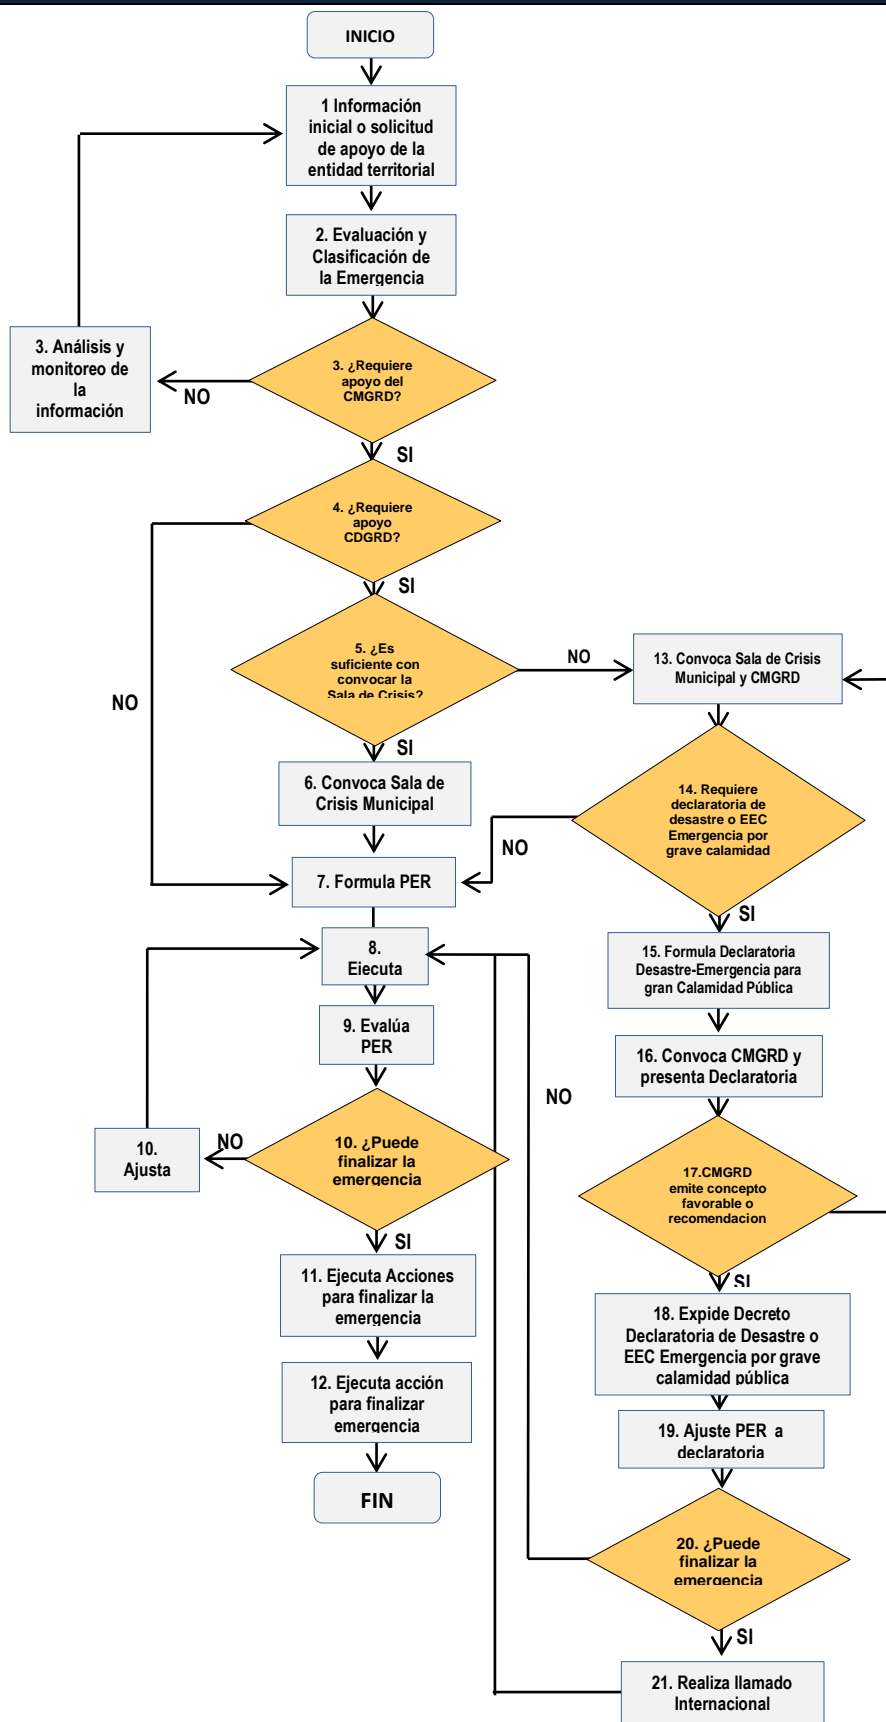 INICIO
1 Información
inicial o solicitud
de apoyo de la
entidad territorial
2. Evaluación y
Clasificación de
la Emergencia
3. Análisis y
monitoreo de
la
información
NO
3. ¿Requiere
apoyo del
CMGRD?
SI
4. ¿Requiere
apoyo
CDGRD?
SI
NO
5. ¿Es
suficiente con
convocar la
Sala de Crisis?
NO
13. Convoca Sala de Crisis
Municipal y CMGRD
SI
6. Convoca Sala de
Crisis Municipal
14. Requiere
declaratoria de
desastre o EEC
Emergencia por
grave calamidad
NO
SI
7. Formula PER
8.
Ejecuta
15. Formula Declaratoria
Desastre-Emergencia para
gran Calamidad Pública
9. Evalúa
PER
16. Convoca CMGRD y
presenta Declaratoria
NO
10.
Ajusta
NO
10. ¿Puede
finalizar la
emergencia
17.CMGRD
emite concepto
favorable o
recomendacion
SI
SI
11. Ejecuta Acciones
para finalizar la
emergencia
18. Expide Decreto
Declaratoria de Desastre o
EEC Emergencia por grave
calamidad pública
12. Ejecuta acción
para finalizar
emergencia
19. Ajuste PER a
declaratoria
FIN
20. ¿Puede
finalizar la
emergencia
SI
21. Realiza llamado
Internacional